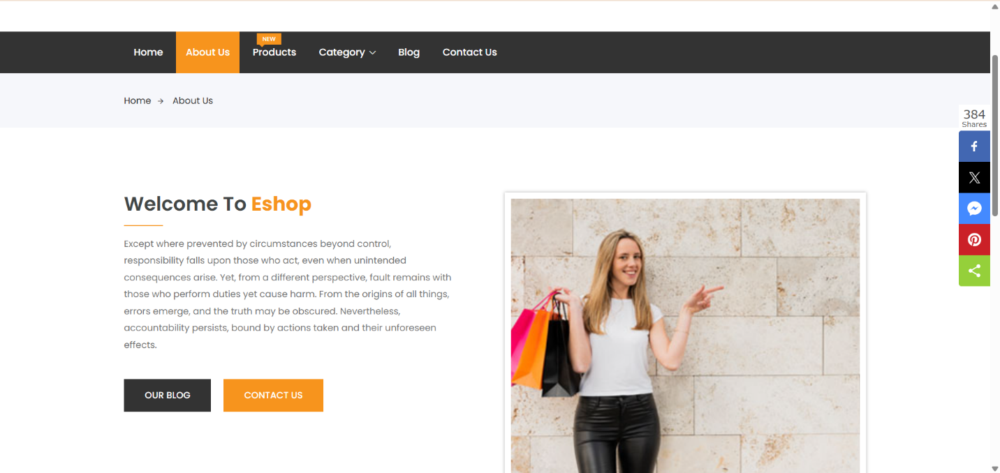 NEW
Home About Us Products Category Blog Contact Us
Home → About Us
384
Shares
Welcome To Eshop
Except where prevented by circumstances beyond control,
responsibility falls upon those who act, even when unintended
consequences arise. Yet, from a different perspective, fault remains with
those who perform duties yet cause harm. From the origins of all things,
errors emerge, and the truth may be obscured. Nevertheless,
accountability persists, bound by actions taken and their unforeseen
effects.
OUR BLOG CONTACT US